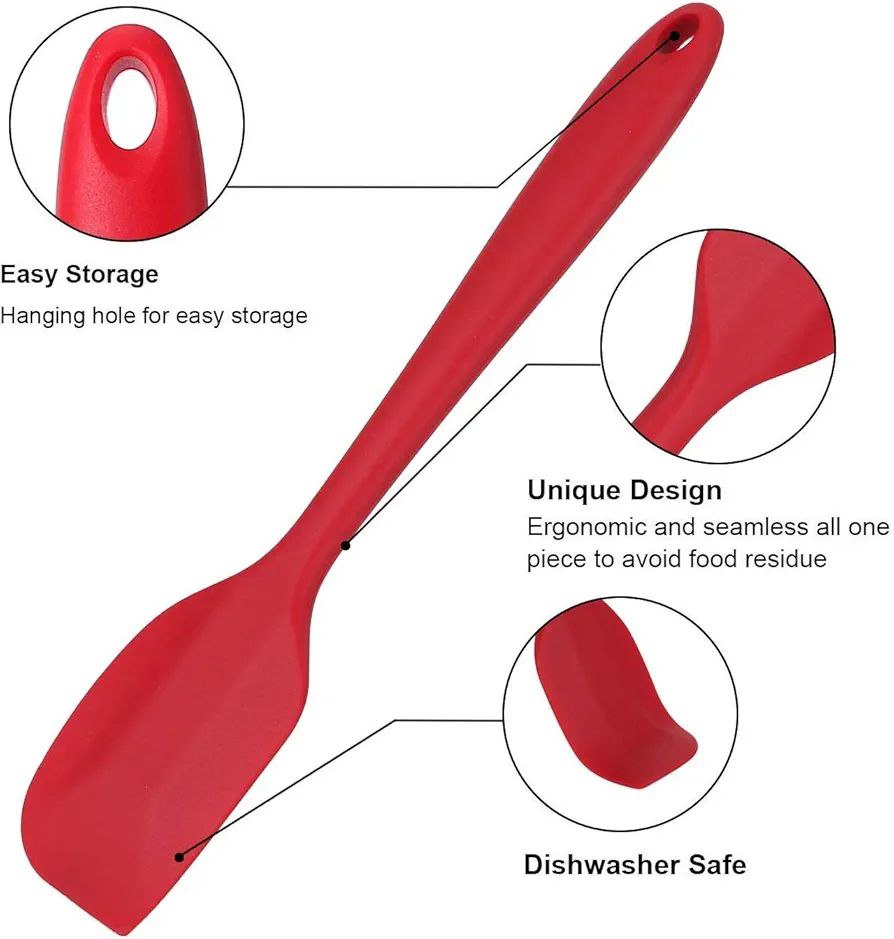 Easy Storage
Hanging hole for easy storage
Unique Design
Ergonomic and seamless all one
piece to avoid food residue
Dishwasher Safe